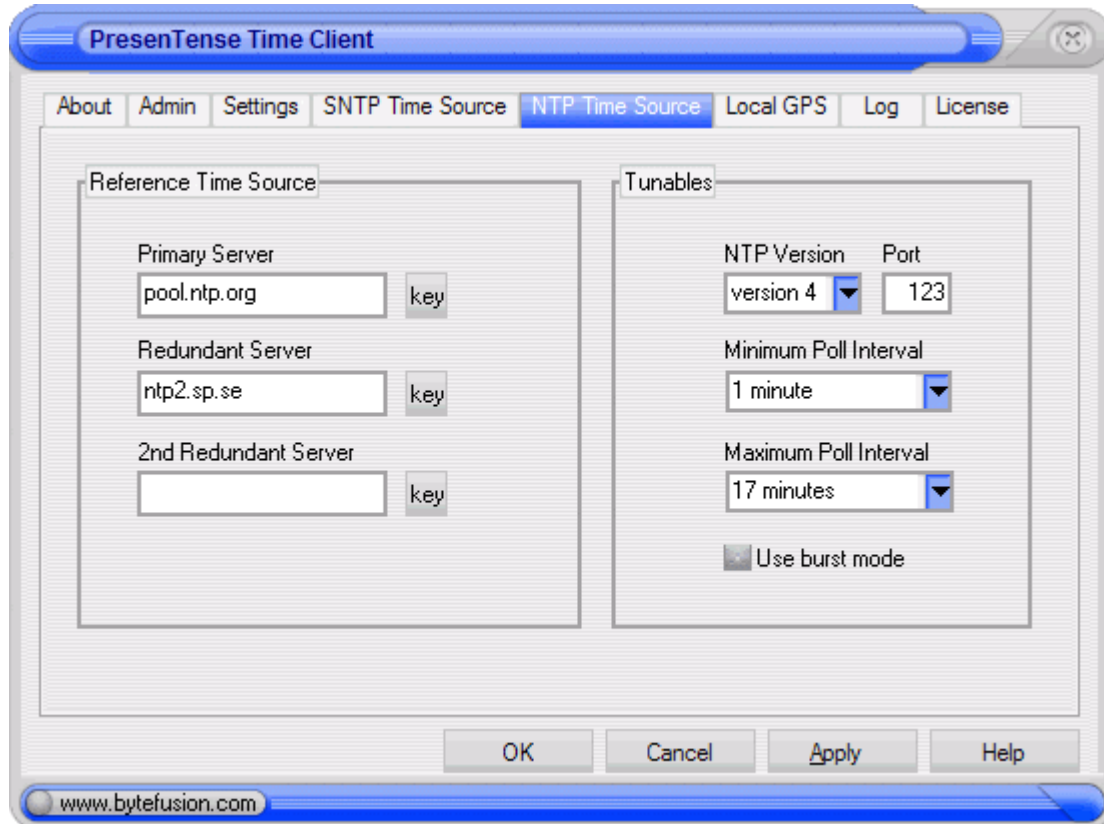 PresenTense Time Client
About Admin Settings SNTP Time Source NTP Time Source Local GPS Log License
Reference Time Source
Primary Server
pool.ntp.org key
Redundant Server
ntp2.sp.se key
2nd Redundant Server
key
Tunables
NTP Version Port
version 4 123
Minimum Poll Interval
1 minute
Maximum Poll Interval
17 minutes
Use burst mode
OK Cancel Apply Help
www.bytefusion.com